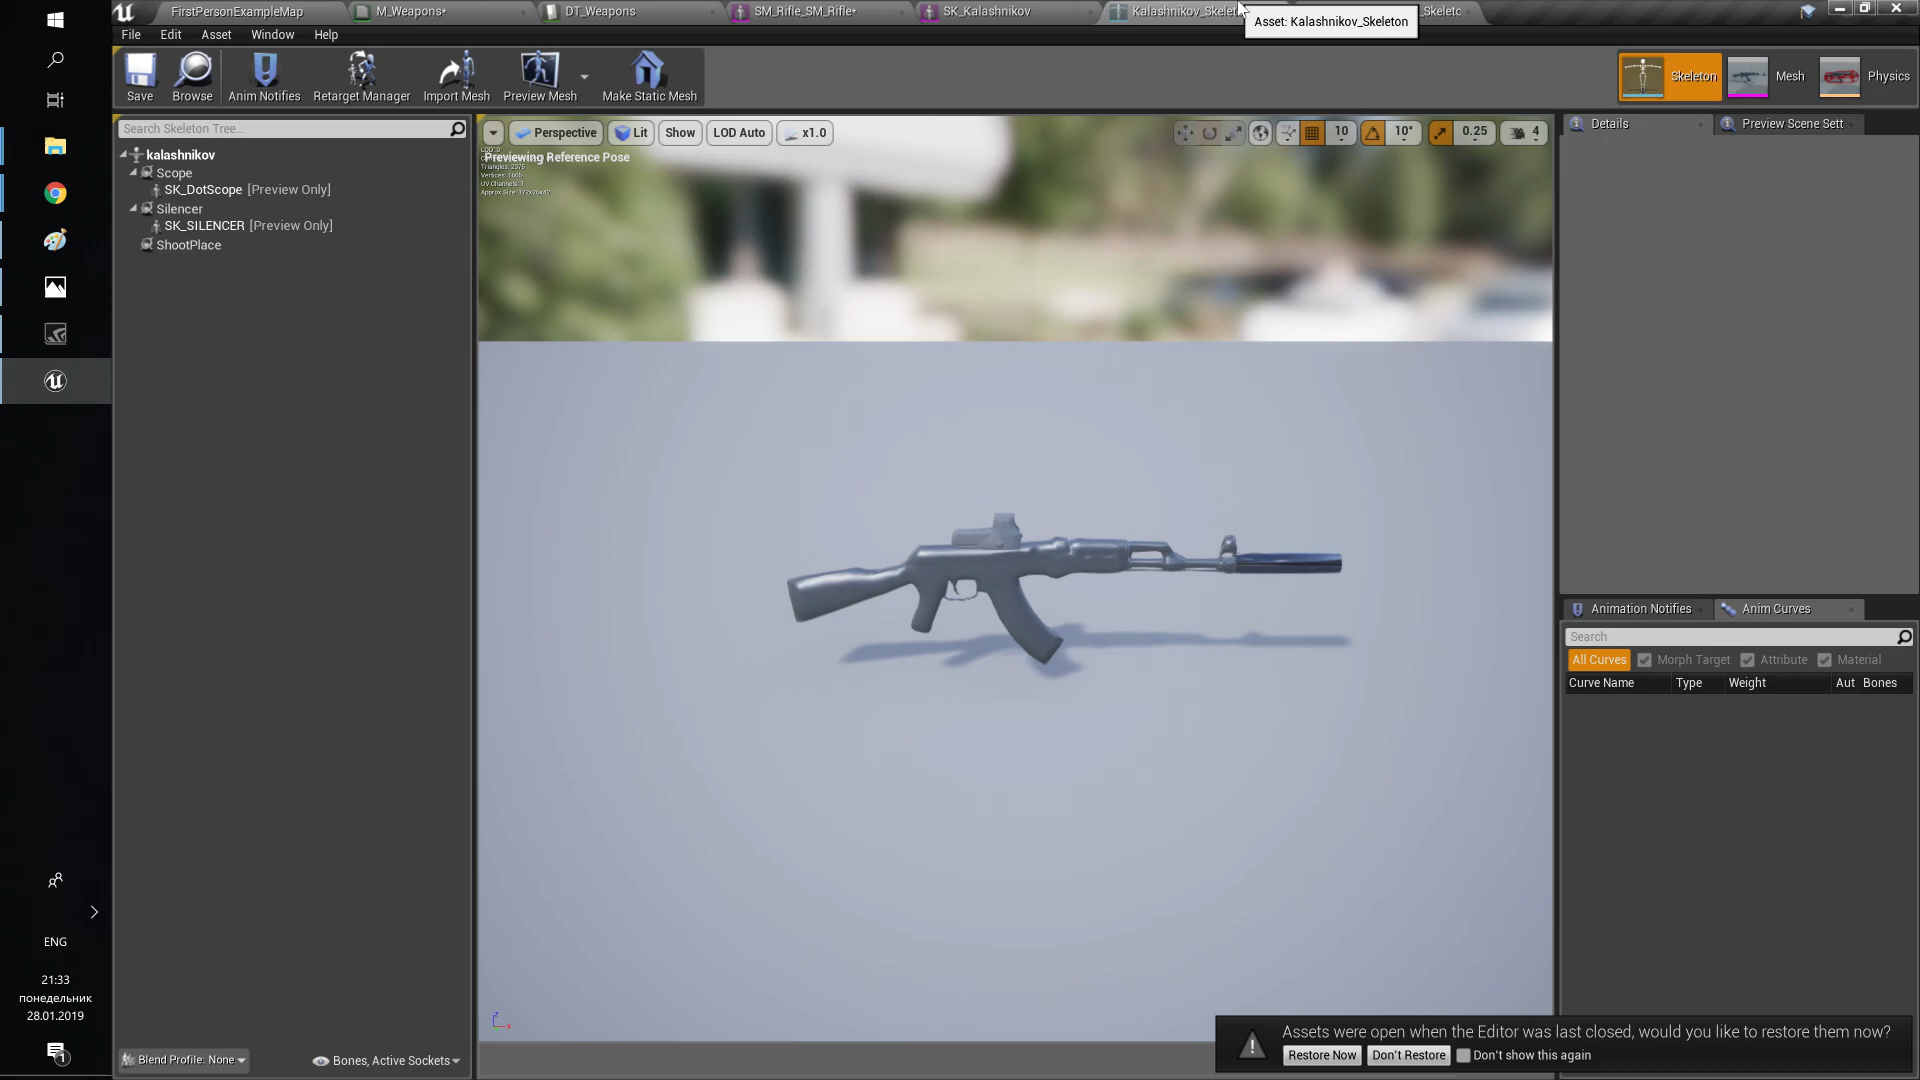 FirstPersonExampleMap
M_Weapons*
DT_Weapons
SM_Rifle_SM_Rifle*
SK_Kalashnikov
Asset: Kalashnikov_Skeleton
File Edit Asset Window Help
Save
Browse
Anim Notifies
Retarget Manager
Import Mesh
Preview Mesh
Make Static Mesh
Skeleton
Mesh
Physics
Search Skeleton Tree...
kalashnikov
Scope
SK_DotScope [Preview Only]
Silencer
SK_SILENCER [Preview Only]
ShootPlace
Perspective
Lit
Show
LOD Auto
x1.0
10
10°
0.25
4
Previewing Reference Pose
Vertices: 1666
UV Channels: 1
Details
Preview Scene Sett
Animation Notifies
Anim Curves
Search
All Curves
Morph Target
Attribute
Material
Curve Name Type Weight Aut Bones
Z
X
Blend Profile: None
Bones, Active Sockets
Assets were open when the Editor was last closed, would you like to restore them now?
Restore Now
Don't Restore
Don't show this again
ENG
21:33
понедельник
28.01.2019
1